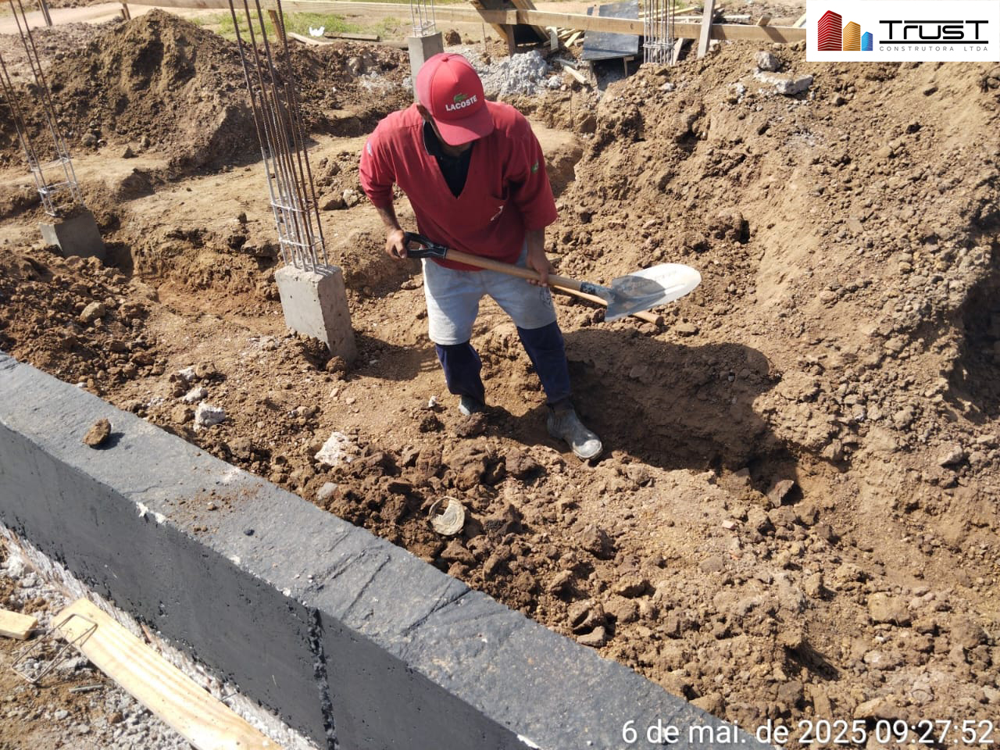 TRUST
CONSTRUTORA LTDA
LACOSTE
6 de mai. de 2025 09:27:52